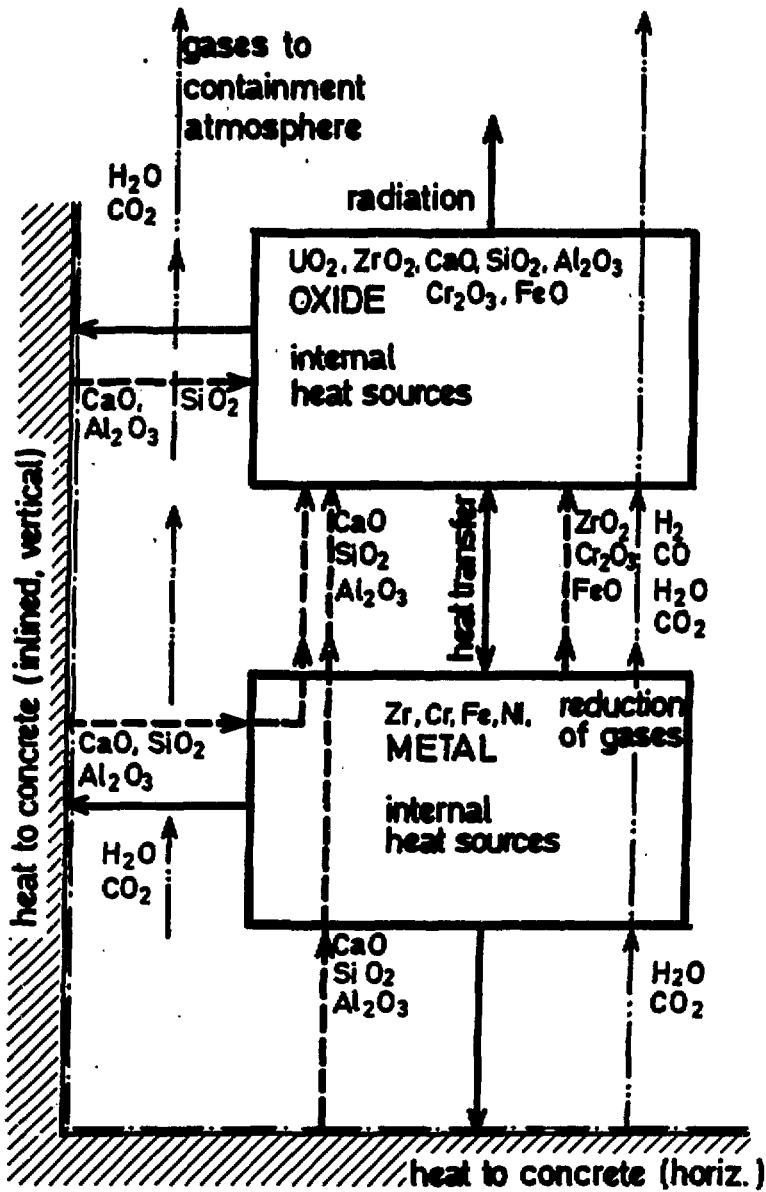 gases to
containment
atmosphere
H₂O
CO₂
radiation
UO₂, ZrO₂, CaO, SiO₂, Al₂O₃
OXIDE Cr₂O₃, FeO
internal
heat sources
CaO, SiO₂
Al₂O₃
CaO
SiO₂
Al₂O₃
heat transfer
ZrO₂
Cr₂O₃
FeO
H₂
CO
H₂O
CO₂
Zr, Cr, Fe, Ni,
METAL
reduction
of gases
internal
heat sources
CaO, SiO₂
Al₂O₃
H₂O
CO₂
CaO
SiO₂
Al₂O₃
H₂O
CO₂
heat to concrete (inlined, vertical)
heat to concrete (horiz.)